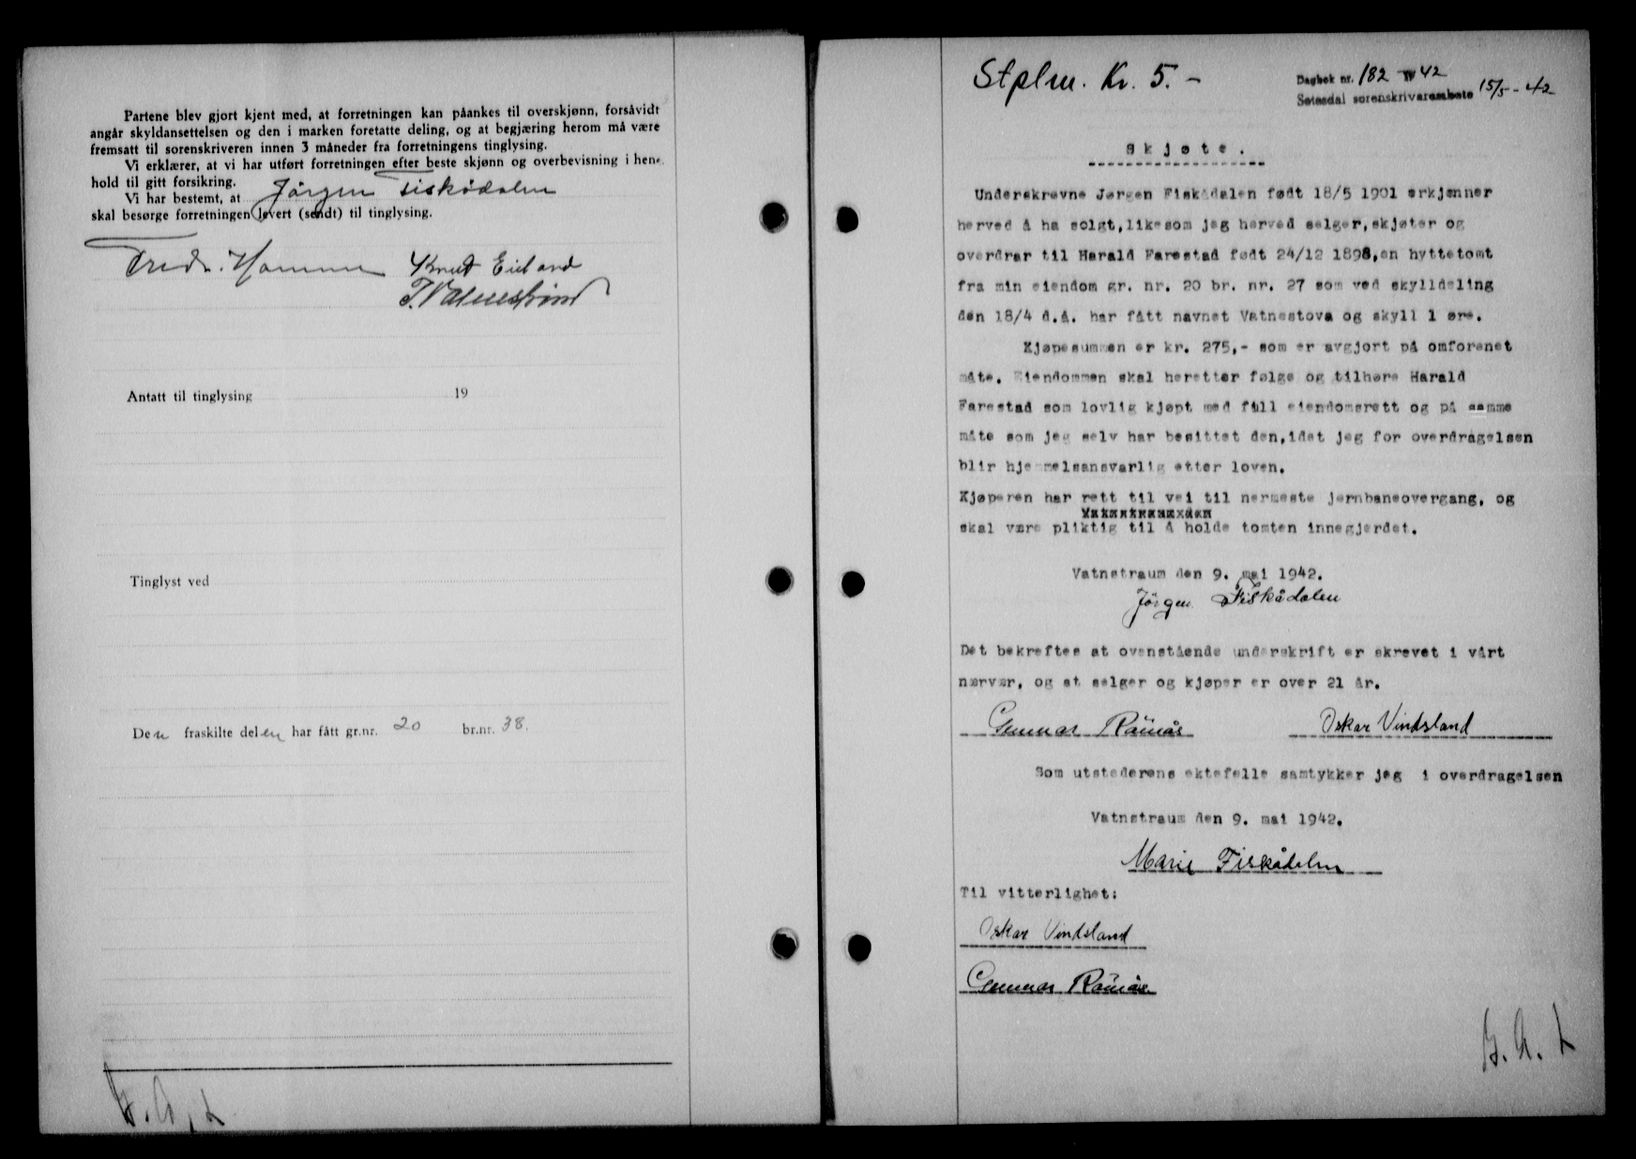 Partene blev gjort kjent med, at forretningen kan påankes til overskjønn, forsåvidt
angår skyldansettelsen og den i marken foretatte deling, og at begjæring herom må være
fremsatt til sorenskriveren innen 3 måneder fra forretningens tinglysing.
Vi erklærer, at vi har utført forretningen efter beste skjønn og overbevisning i hen-
hold til gitt forsikring.
Vi har bestemt, at Jörgen Fiskådalen
skal besørge forretningen levert (sendt) til tinglysing.
Fredr. Hamme Knut Eieland
Antatt til tinglysing 19
Tinglyst ved
Den fraskilte delen har fått gr.nr. 20 br.nr. 38.
Stplm. Kr. 5.-
Dagbok nr. 182 - 42
Setesdal sorenskriverembete 15/5 - 42
Skjøte.
Underskrevne Jørgen Fiskådalen født 18/5 1901 erkjenner
herved å ha solgt,likesom jeg herved selger,skjøter og
overdrar til Harald Farestad født 24/12 1898,en hyttetomt
fra min eiendom gr. nr. 20 br. nr. 27 som ved skylldeling
den 18/4 d.å. har fått navnet Vatnestova og skyll 1 øre.
Kjøpesummen er kr. 275,- som er avgjort på omforenet
måte. Eiendommen skal heretter følge og tilhøre Harald
Farestad som lovlig kjøpt med full eiendomsrett og på samme
måte som jeg selv har besittet den,idet jeg for overdragelsen
blir hjemmelsansvarlig etter loven.
Kjøperen har rett til vei til nermeste jernbaneovergang, og
skal være pliktig til å holde tomten innegjerdet.
Vatnstraum den 9. mai 1942.
Jörgen Fiskådalen
Det bekreftes at ovenstående underskrift er skrevet i vårt
nærvær, og at selger og kjøper er over 21 år.
Gunnar Råmås Oskar Vindsland
Som utstederens ektefelle samtykker jeg i overdragelsen
Vatnstraum den 9. mai 1942.
Marie Fiskådalen
Til vitterlighet:
Oskar Vindsland
Gunnar Råmås